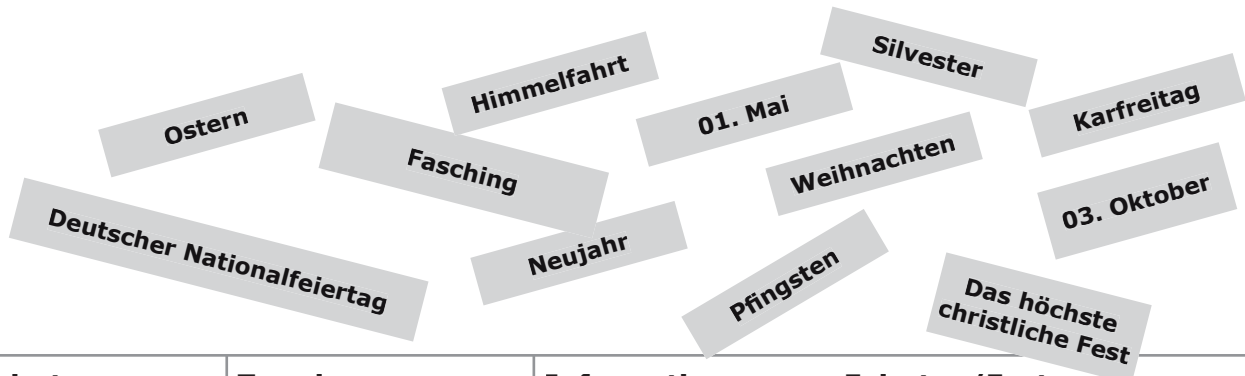 Silvester
Himmelfahrt
01. Mai
Karfreitag
Ostern
Fasching
Weihnachten
03. Oktober
Deutscher Nationalfeiertag
Neujahr
Pfingsten
Das höchste
christliche Fest